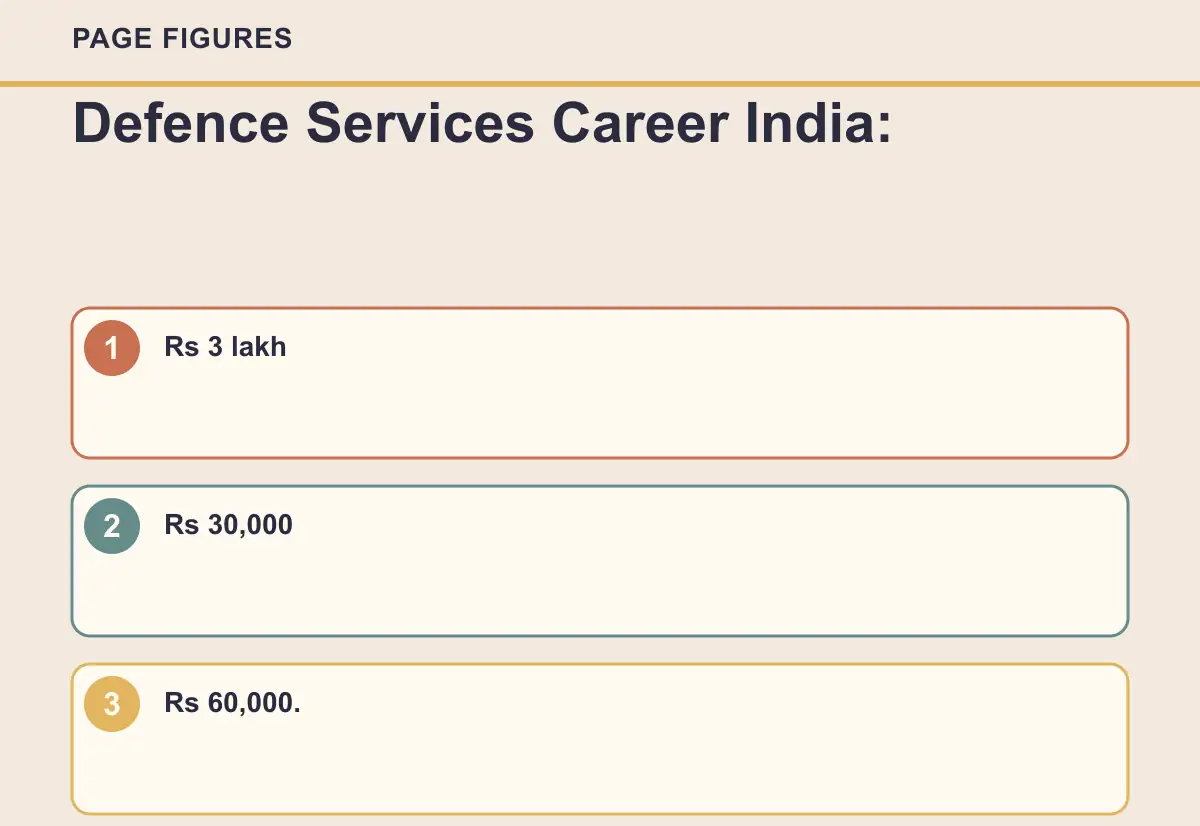 PAGE FIGURES
Defence Services Career India:
1 Rs 3 lakh
2 Rs 30,000
3 Rs 60,000.